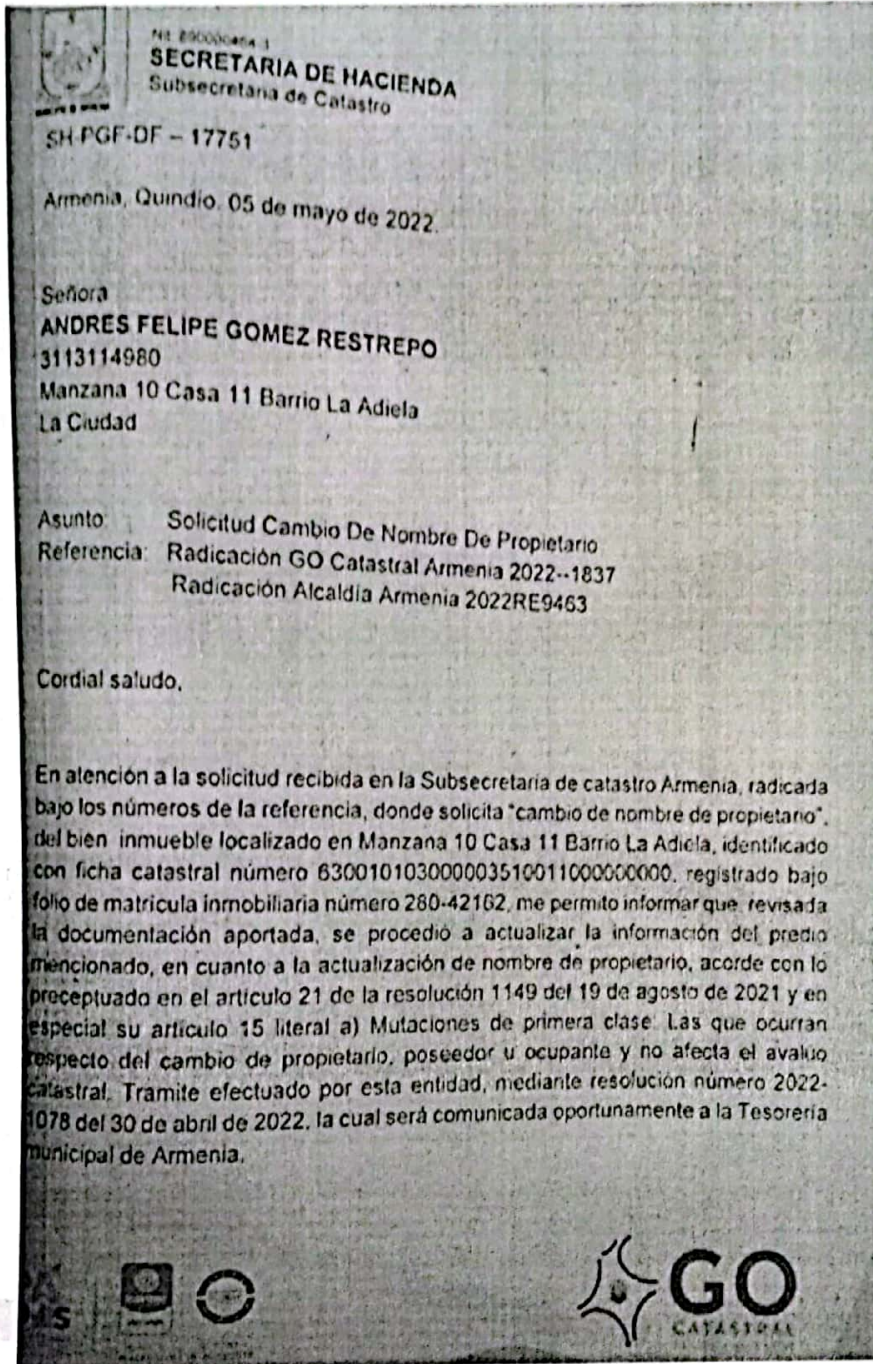 SECRETARIA DE HACIENDA
Subsecretaria de Catastro
SH-PGF-DF – 17751
Armenia, Quindio. 05 de mayo de 2022.
Señora
ANDRES FELIPE GOMEZ RESTREPO
3113114980
Manzana 10 Casa 11 Barrio La Adiela
La Ciudad
Asunto: Solicitud Cambio De Nombre De Propietario
Referencia: Radicación GO Catastral Armenia 2022--1837
Radicación Alcaldía Armenia 2022RE9463
Cordial saludo,
En atención a la solicitud recibida en la Subsecretaria de catastro Armenia, radicada
bajo los números de la referencia, donde solicita "cambio de nombre de propietario",
del bien inmueble localizado en Manzana 10 Casa 11 Barrio La Adiela, identificado
con ficha catastral número registrado bajo
folio de matricula inmobiliaria número 280-42162, me permito informar que, revisada
la documentación aportada, se procedió a actualizar la información del predio
mencionado, en cuanto a la actualización de nombre de propietario, acorde con lo
preceptuado en el artículo 21 de la resolución 1149 del 19 de agosto de 2021 y en
especial su artículo 15 literal a) Mutaciones de primera clase: Las que ocurran
respecto del cambio de propietario, poseedor u ocupante y no afecta el avaluo
catastral. Tramite efectuado por esta entidad, mediante resolución número 2022-
1078 del 30 de abril de 2022, la cual será comunicada oportunamente a la Tesorería
municipal de Armenia.
GO
CATASTRAL